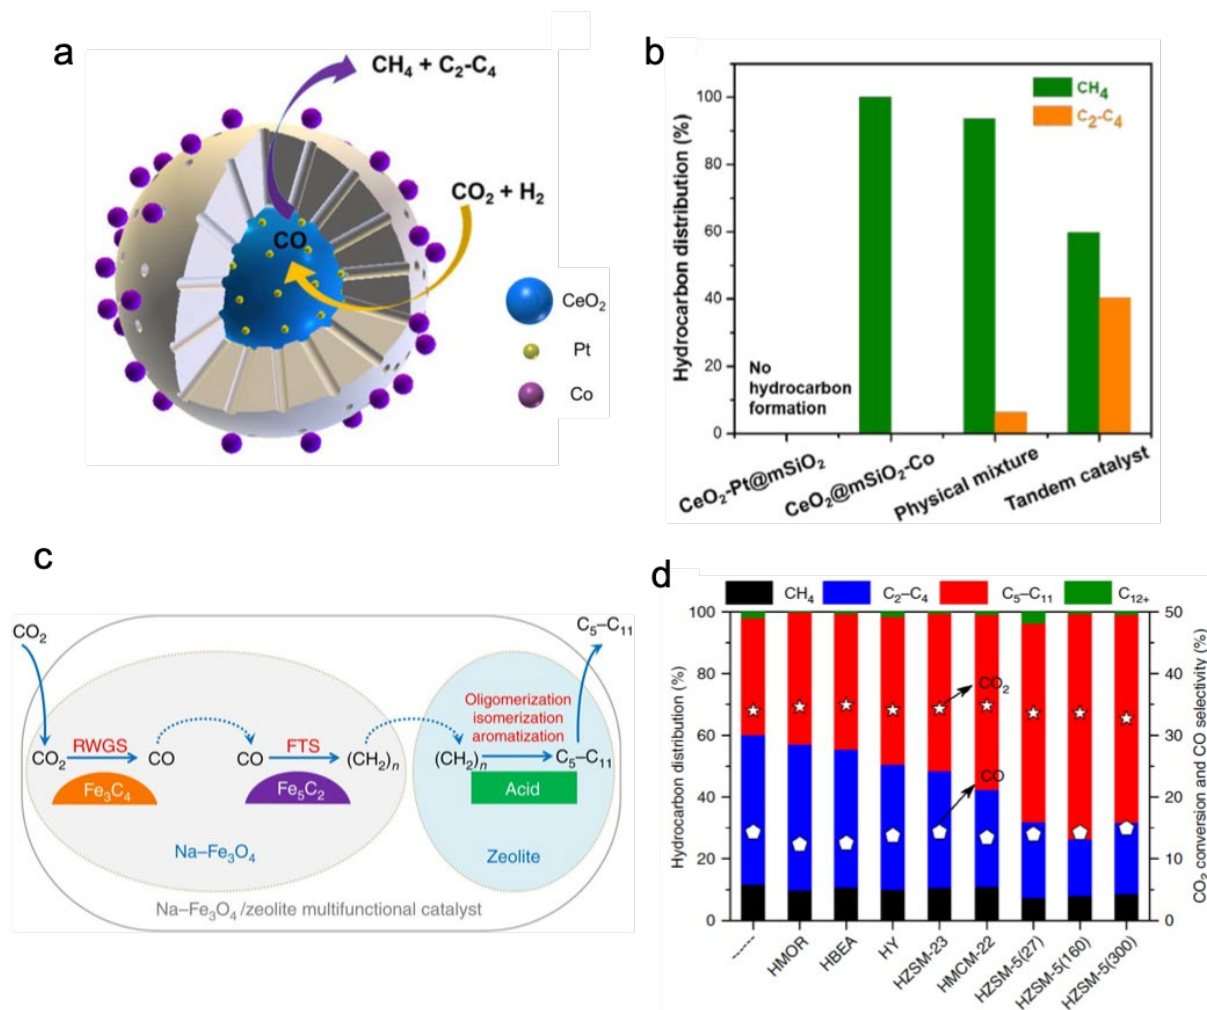 a
CH₄ + C₂-C₄
CO₂ + H₂
CO
CeO₂
Pt
Co
b
Hydrocarbon distribution (%)
100
80
60
40
20
0
CH₄
C₂-C₄
No
hydrocarbon
formation
CeO₂-Pt@mSiO₂
CeO₂@mSiO₂-Co
Physical mixture
Tandem catalyst
c
CO₂
C₅–C₁₁
Oligomerization
isomerization
aromatization
CO₂ RWGS CO
CO FTS (CH₂)ₙ
(CH₂)ₙ C₅–C₁₁
Fe₃C₄
Fe₅C₂
Acid
Na–Fe₃O₄
Zeolite
Na–Fe₃O₄/zeolite multifunctional catalyst
d
CH₄ C₂–C₄ C₅–C₁₁ C₁₂₊
Hydrocarbon distribution (%)
100
80
60
40
20
0
CO₂
CO
50
40
30
20
10
0
CO₂ conversion and CO selectivity (%)
------
HMOR
HBEA
HY
HZSM-23
HMCM-22
HZSM-5(27)
HZSM-5(160)
HZSM-5(300)